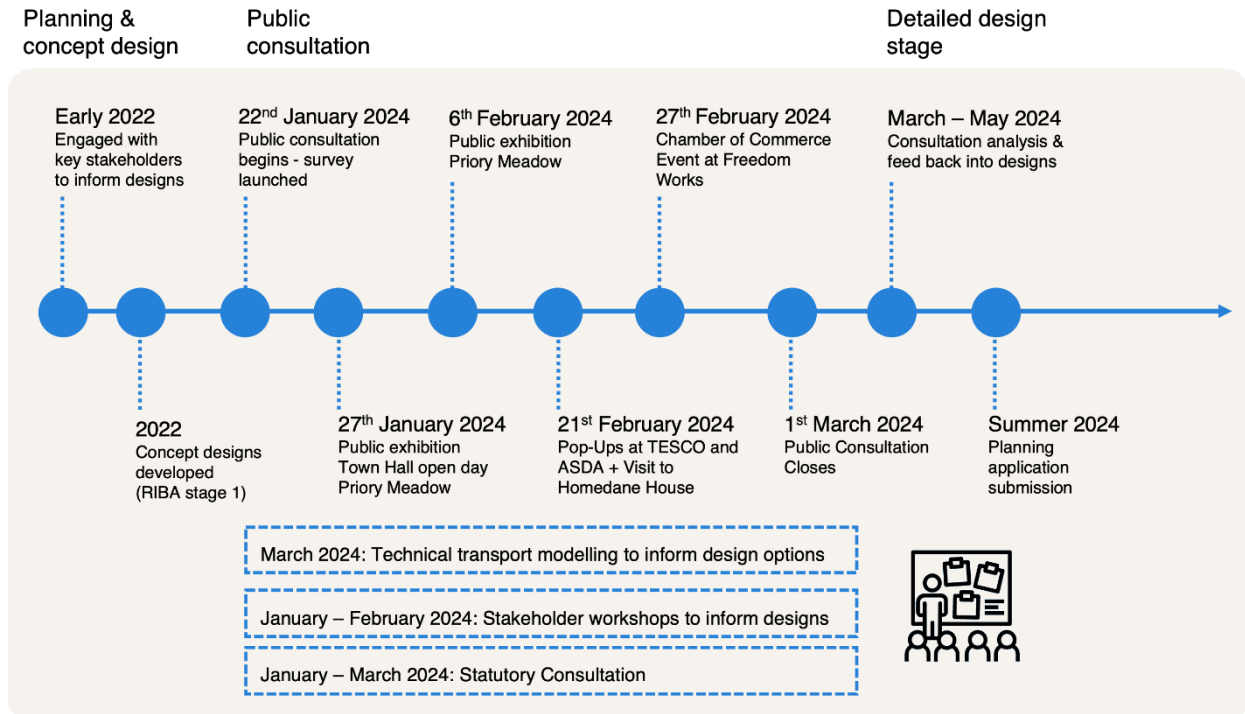 Planning &
concept design
Public
consultation
Detailed design
stage
Early 2022
Engaged with
key stakeholders
to inform designs
22nd January 2024
Public consultation
begins - survey
launched
6th February 2024
Public exhibition
Priory Meadow
27th February 2024
Chamber of Commerce
Event at Freedom
Works
March – May 2024
Consultation analysis &
feed back into designs
2022
Concept designs
developed
(RIBA stage 1)
27th January 2024
Public exhibition
Town Hall open day
Priory Meadow
21st February 2024
Pop-Ups at TESCO and
ASDA + Visit to
Homedane House
1st March 2024
Public Consultation
Closes
Summer 2024
Planning
application
submission
March 2024: Technical transport modelling to inform design options
January – February 2024: Stakeholder workshops to inform designs
January – March 2024: Statutory Consultation